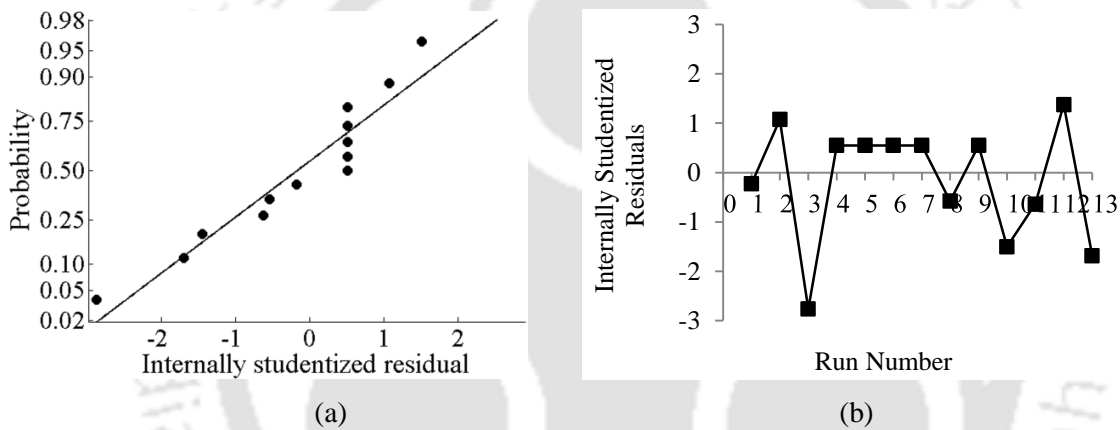 0.98
0.95
0.90
0.75
0.50
0.25
0.10
0.05
0.02
Probability
-2 -1 0 1 2
Internally studentized residual
(a)
3
2
1
0
-1
-2
-3
Internally Studentized
Residuals
0 1 2 3 4 5 6 7 8 9 10 11 12 13
Run Number
(b)